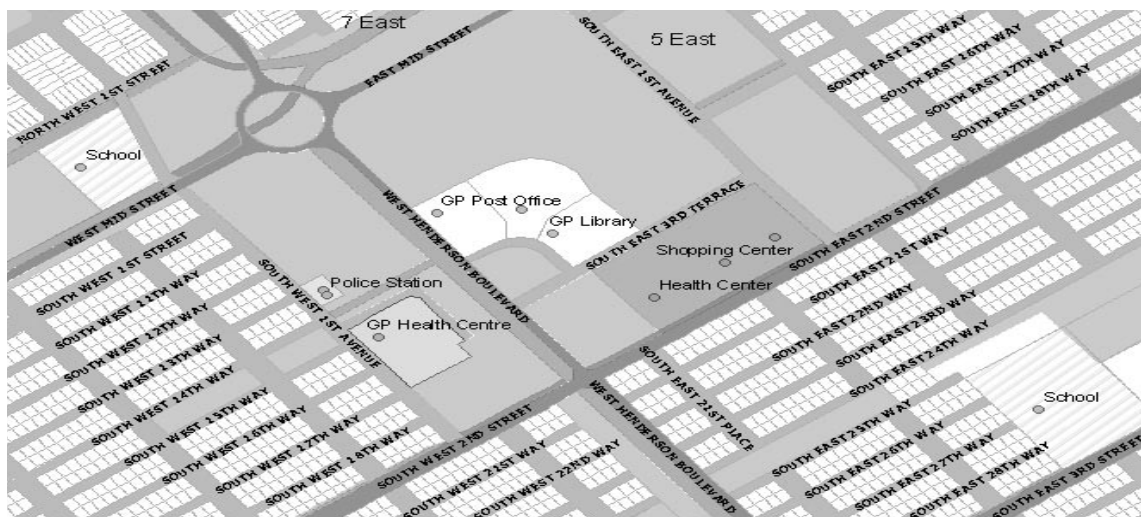 7 East
EAST MID STREET
5 East
SOUTH EAST 1ST AVENUE
SOUTH EAST 15TH WAY
SOUTH EAST 16TH WAY
SOUTH EAST 17TH WAY
SOUTH EAST 18TH WAY
NORTH WEST 1ST STREET
School
WEST MID STREET
WEST HENDERSON BOULEVARD
GP Post Office
GP Library
SOUTH EAST 3RD TERRACE
SOUTH EAST 2ND STREET
Shopping Center
Health Center
Police Station
GP Health Centre
SOUTH WEST 1ST AVENUE
SOUTH WEST 1ST STREET
SOUTH WEST 11TH WAY
SOUTH WEST 12TH WAY
SOUTH WEST 13TH WAY
SOUTH WEST 14TH WAY
SOUTH WEST 15TH WAY
SOUTH WEST 16TH WAY
SOUTH WEST 17TH WAY
SOUTH WEST 18TH WAY
SOUTH WEST 2ND STREET
SOUTH WEST 21ST WAY
SOUTH WEST 22ND WAY
WEST HENDERSON BOULEVARD
SOUTH EAST 21ST PLACE
SOUTH EAST 21ST WAY
SOUTH EAST 22ND WAY
SOUTH EAST 23RD WAY
SOUTH EAST 24TH WAY
School
SOUTH EAST 25TH WAY
SOUTH EAST 26TH WAY
SOUTH EAST 27TH WAY
SOUTH EAST 28TH WAY
SOUTH EAST 3RD STREET